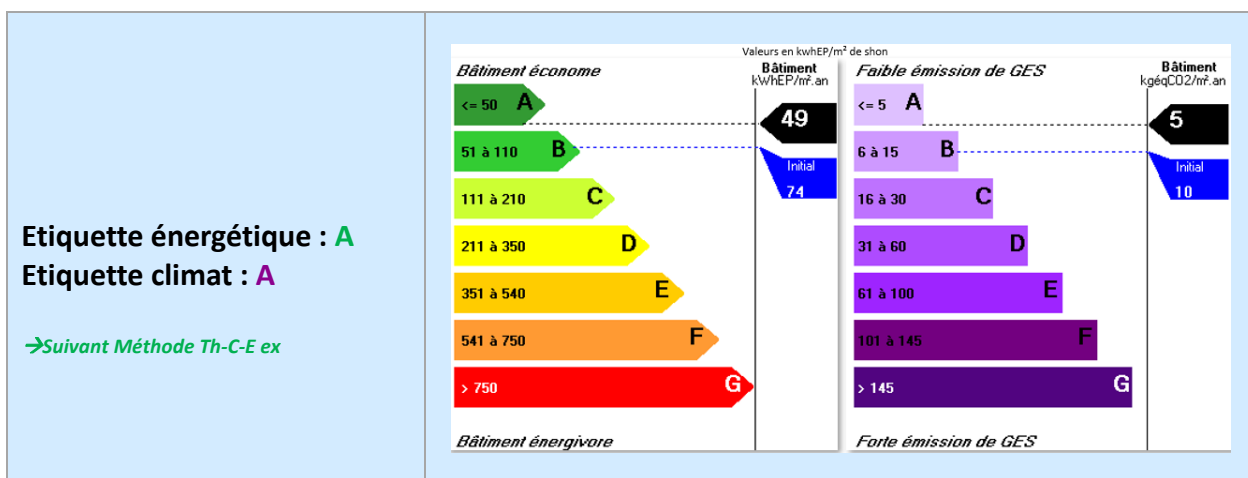 Etiquette énergétique : A
Etiquette climat : A
→Suivant Méthode Th-C-E ex
Valeurs en kwhEP/m² de shon
Bâtiment économe
Bâtiment
kWhEP/m².an
<= 50 A
49
51 à 110 B
Initial
74
111 à 210 C
211 à 350 D
351 à 540 E
541 à 750 F
> 750 G
Bâtiment énergivore
Faible émission de GES
Bâtiment
kgéqCO2/m².an
<= 5 A
5
6 à 15 B
Initial
10
16 à 30 C
31 à 60 D
61 à 100 E
101 à 145 F
> 145 G
Forte émission de GES